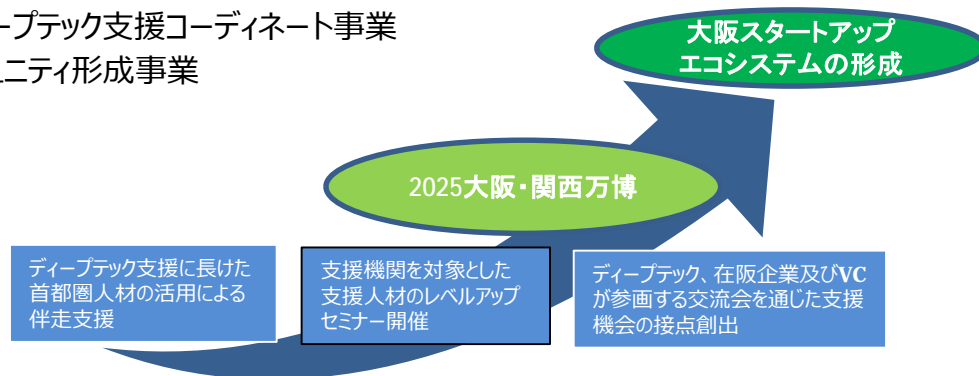 ープテック支援コーディネート事業
ュニティ形成事業
大阪スタートアップ
エコシステムの形成
2025大阪・関西万博
ディープテック支援に長けた
首都圏人材の活用による
伴走支援
支援機関を対象とした
支援人材のレベルアップ
セミナー開催
ディープテック、在阪企業及びVC
が参画する交流会を通じた支援
機会の接点創出